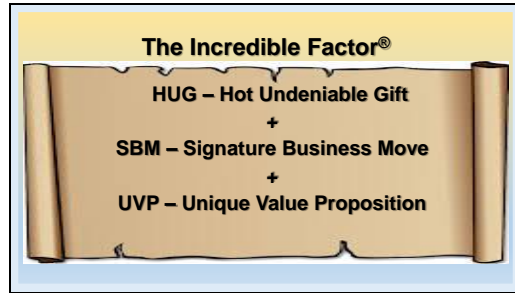 The Incredible Factor®
HUG – Hot Undeniable Gift
+
SBM – Signature Business Move
+
UVP – Unique Value Proposition